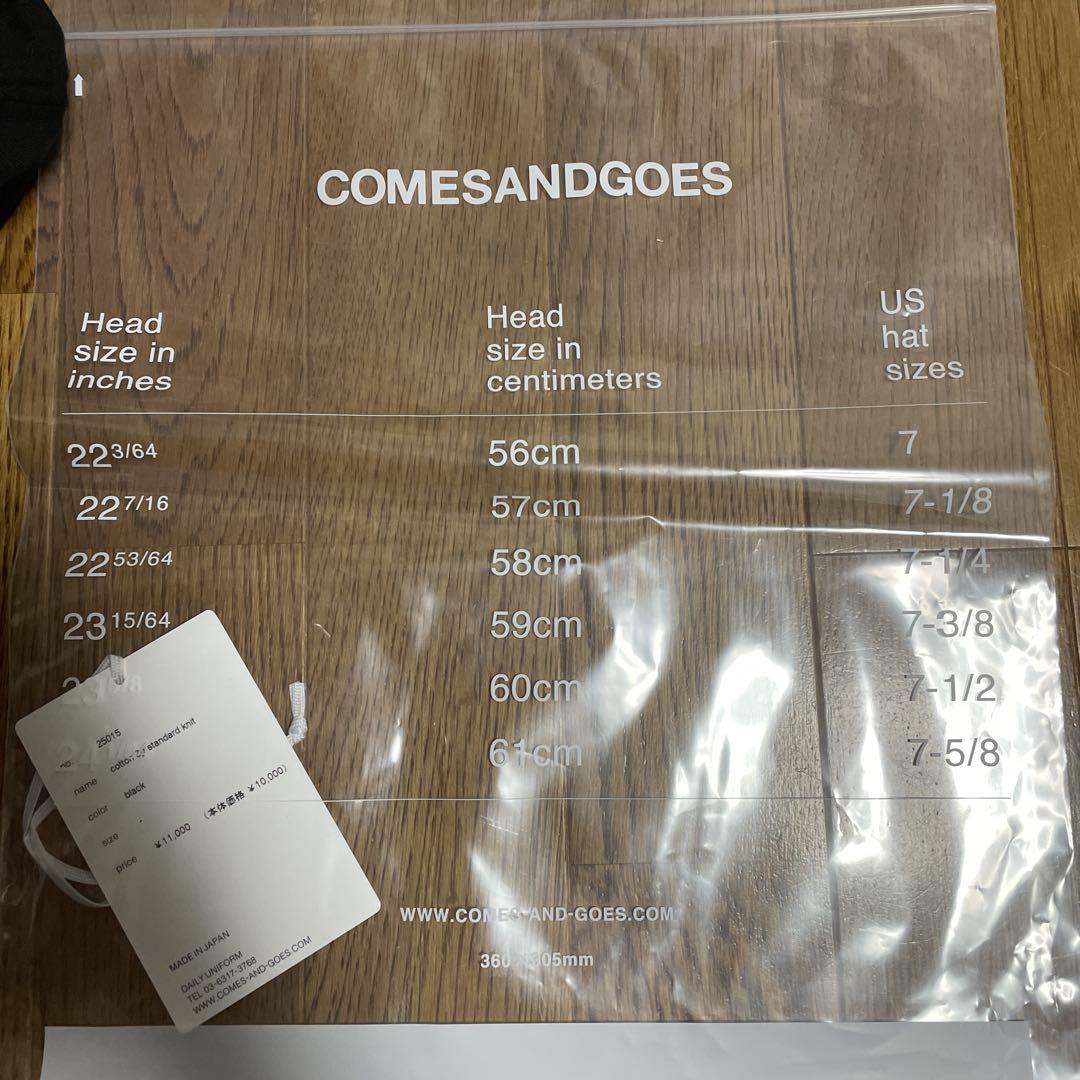 COMESANDGOES
Head
size in
inches
Head
size in
centimeters
US
hat
sizes
22 3/64 56cm 7
22 7/16 57cm 7-1/8
22 53/64 58cm 7-1/4
23 15/64 59cm 7-3/8
60cm 7-1/2
61cm 7-5/8
WWW.COMES-AND-GOES.COM
360 305mm
no. 25015
name cotton standard knit
color black
size -
price ¥11,000 (本体価格 ¥10,000)
MADE IN JAPAN
DAILY UNIFORM
TEL 03-6317-3768
WWW.COMES-AND-GOES.COM